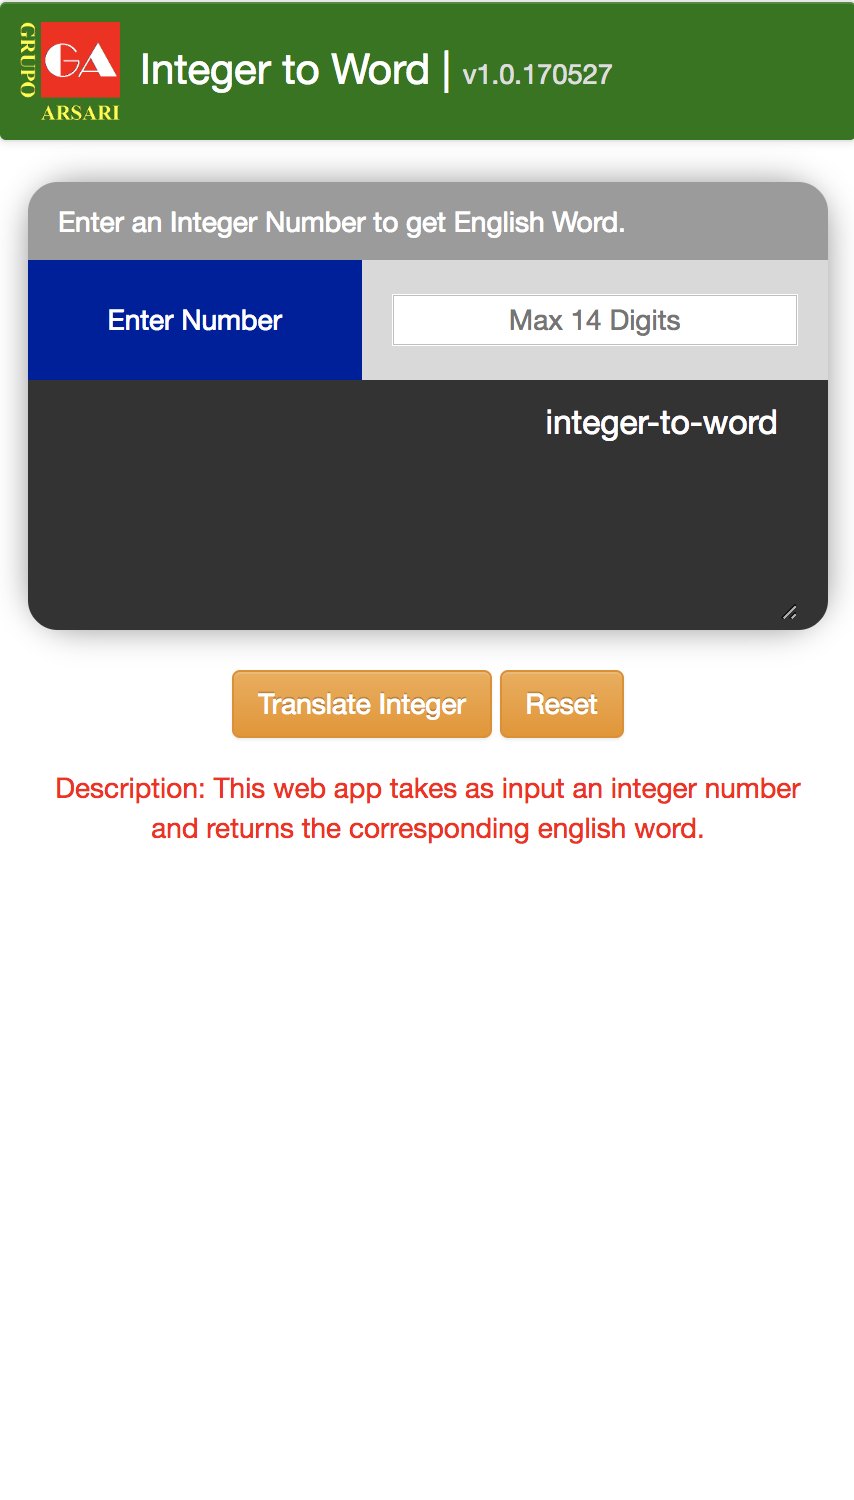 GRUPO
GA
ARSARI
Integer to Word | v1.0.170527
Enter an Integer Number to get English Word.
Enter Number
Max 14 Digits
integer-to-word
Translate Integer
Reset
Description: This web app takes as input an integer number
and returns the corresponding english word.